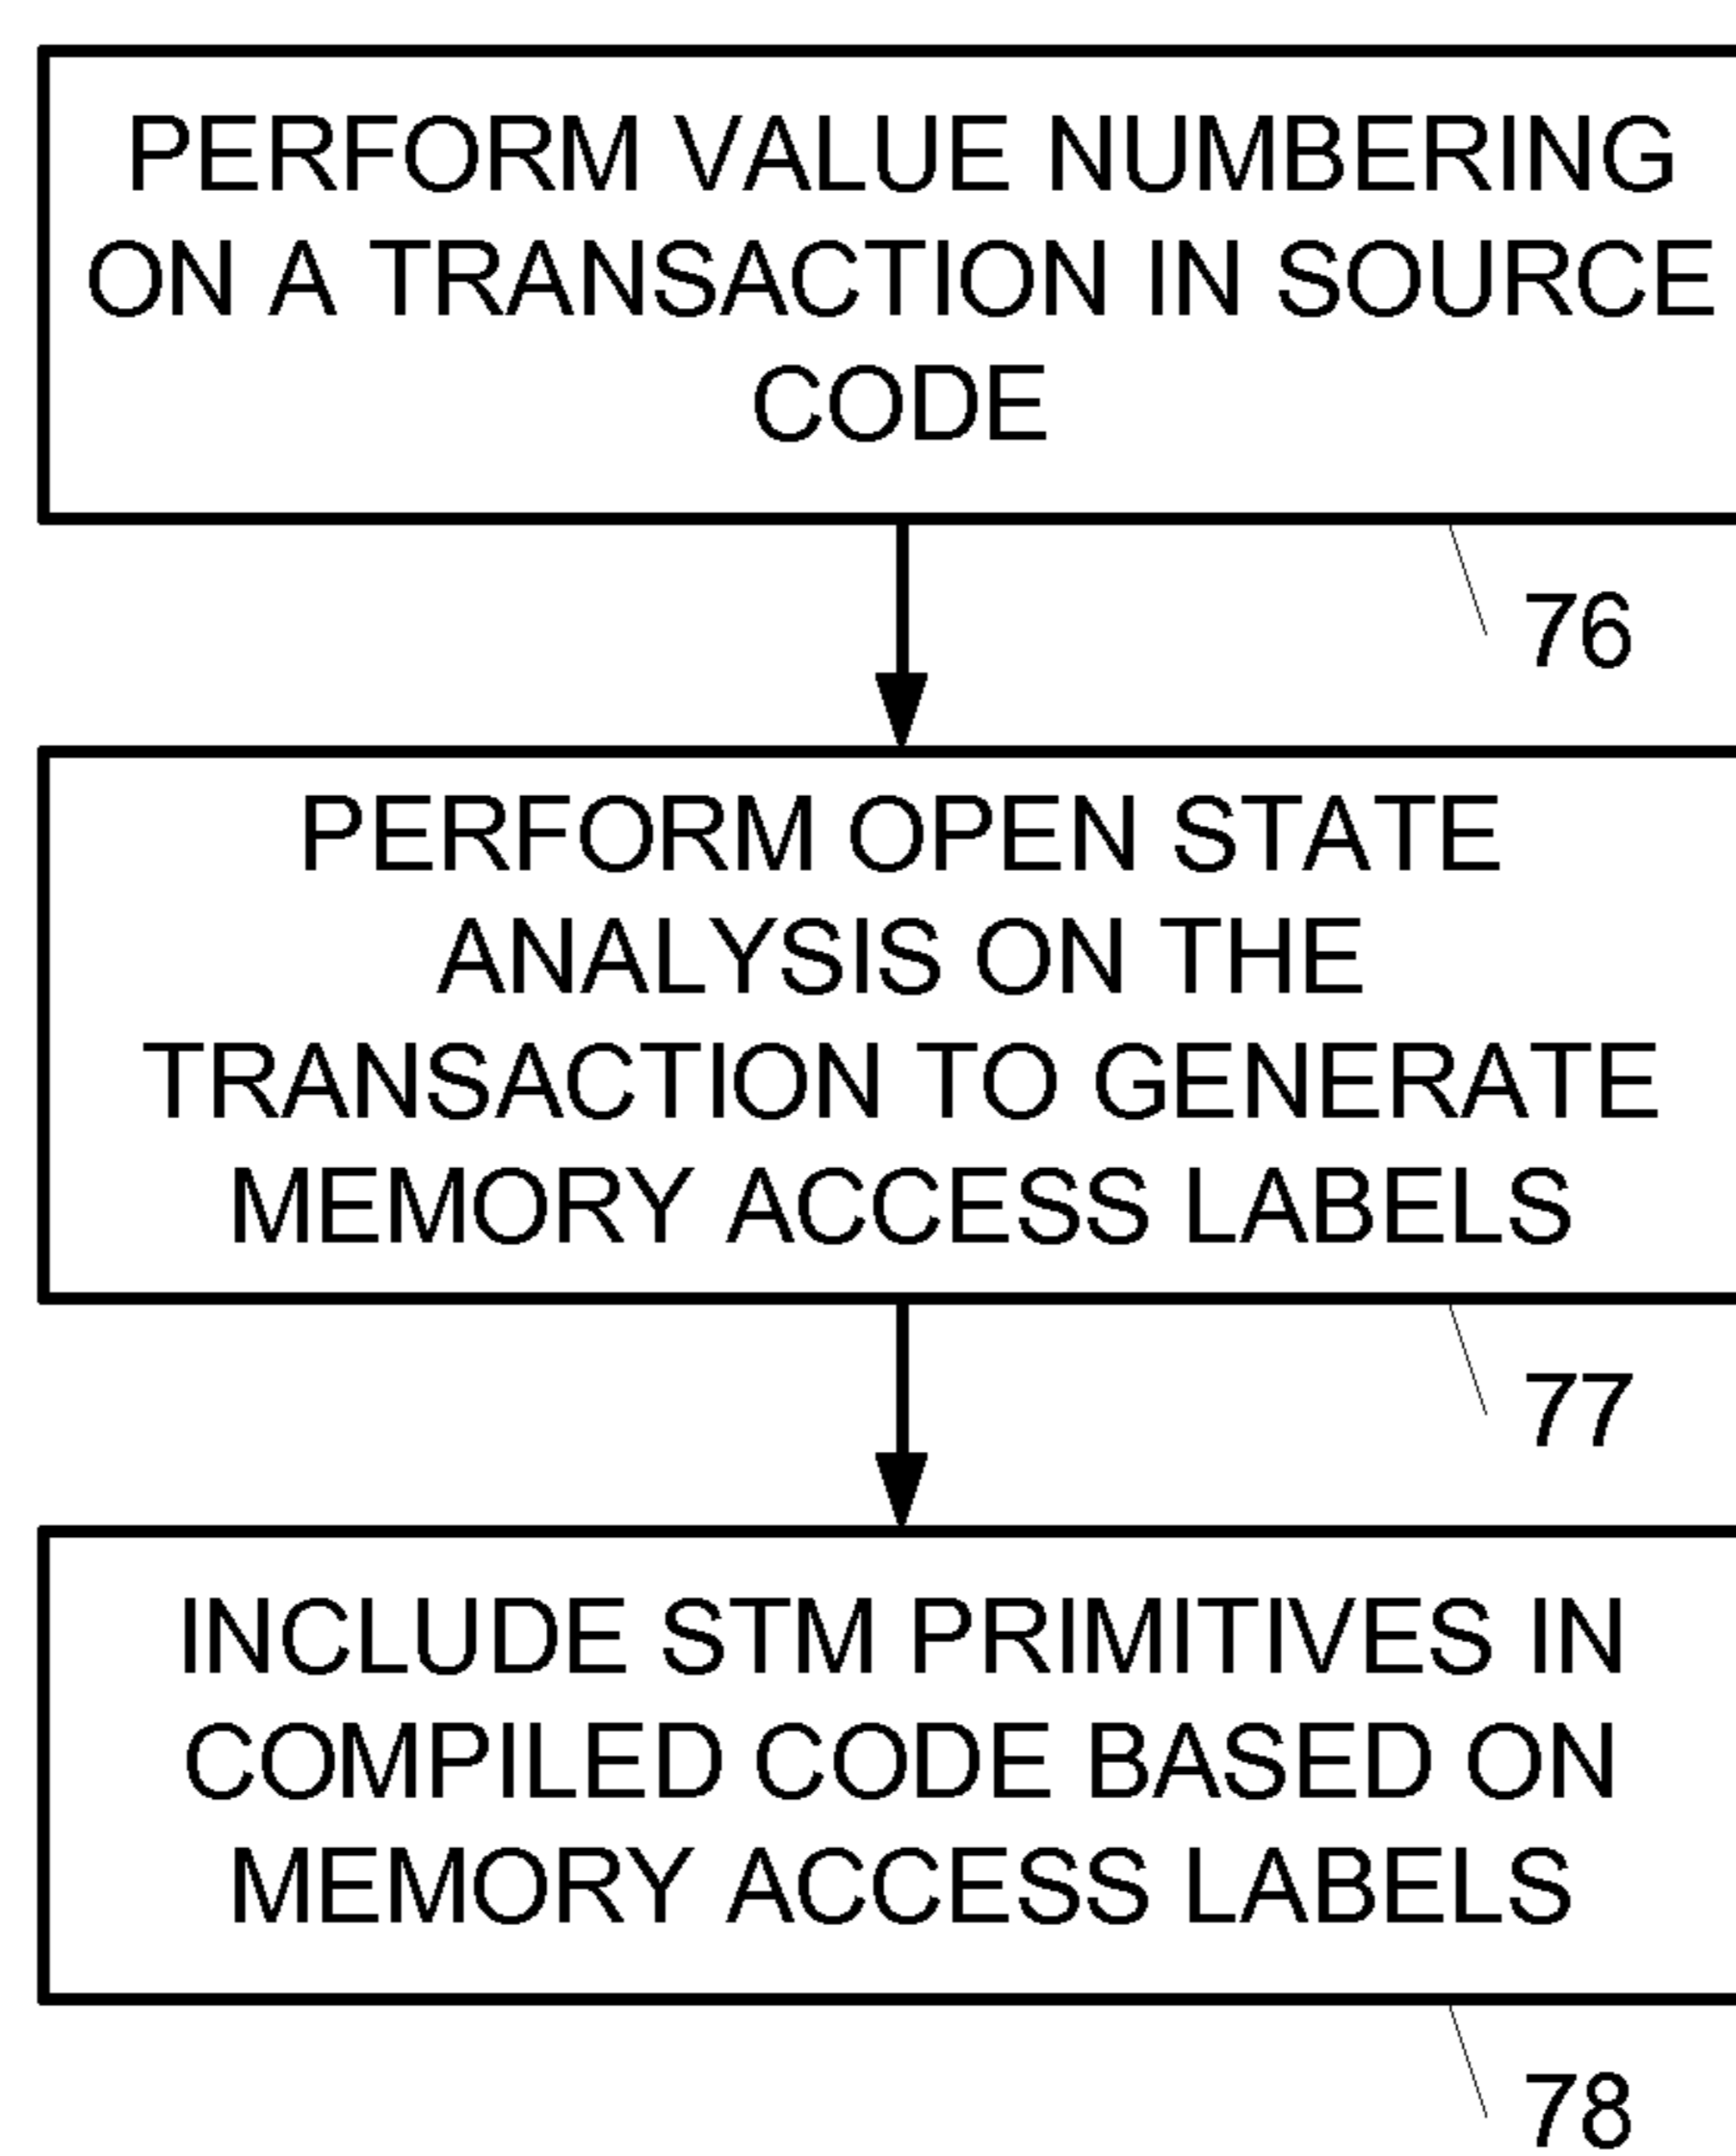 PERFORM VALUE NUMBERING
ON A TRANSACTION IN SOURCE
CODE
76
PERFORM OPEN STATE
ANALYSIS ON THE
TRANSACTION TO GENERATE
MEMORY ACCESS LABELS
77
INCLUDE STM PRIMITIVES IN
COMPILED CODE BASED ON
MEMORY ACCESS LABELS
78